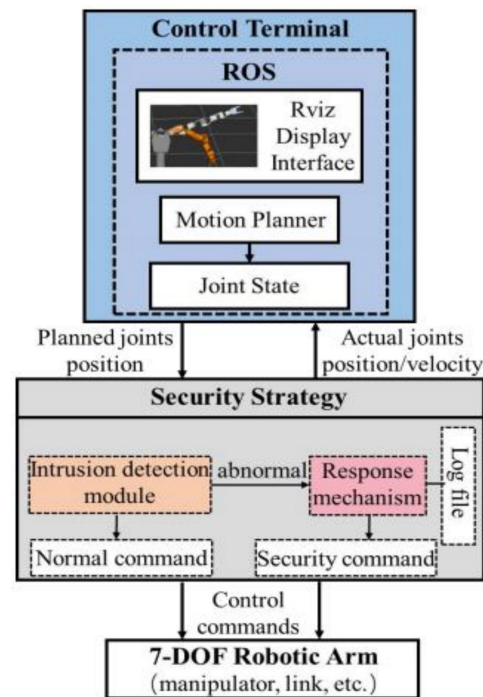 Control Terminal
ROS
Rviz
Display
Interface
Motion Planner
Joint State
Planned joints
position
Actual joints
position/velocity
Security Strategy
Intrusion detection
module
abnormal
Response
mechanism
Log file
Normal command
Security command
Control
commands
7-DOF Robotic Arm
(manipulator, link, etc.)